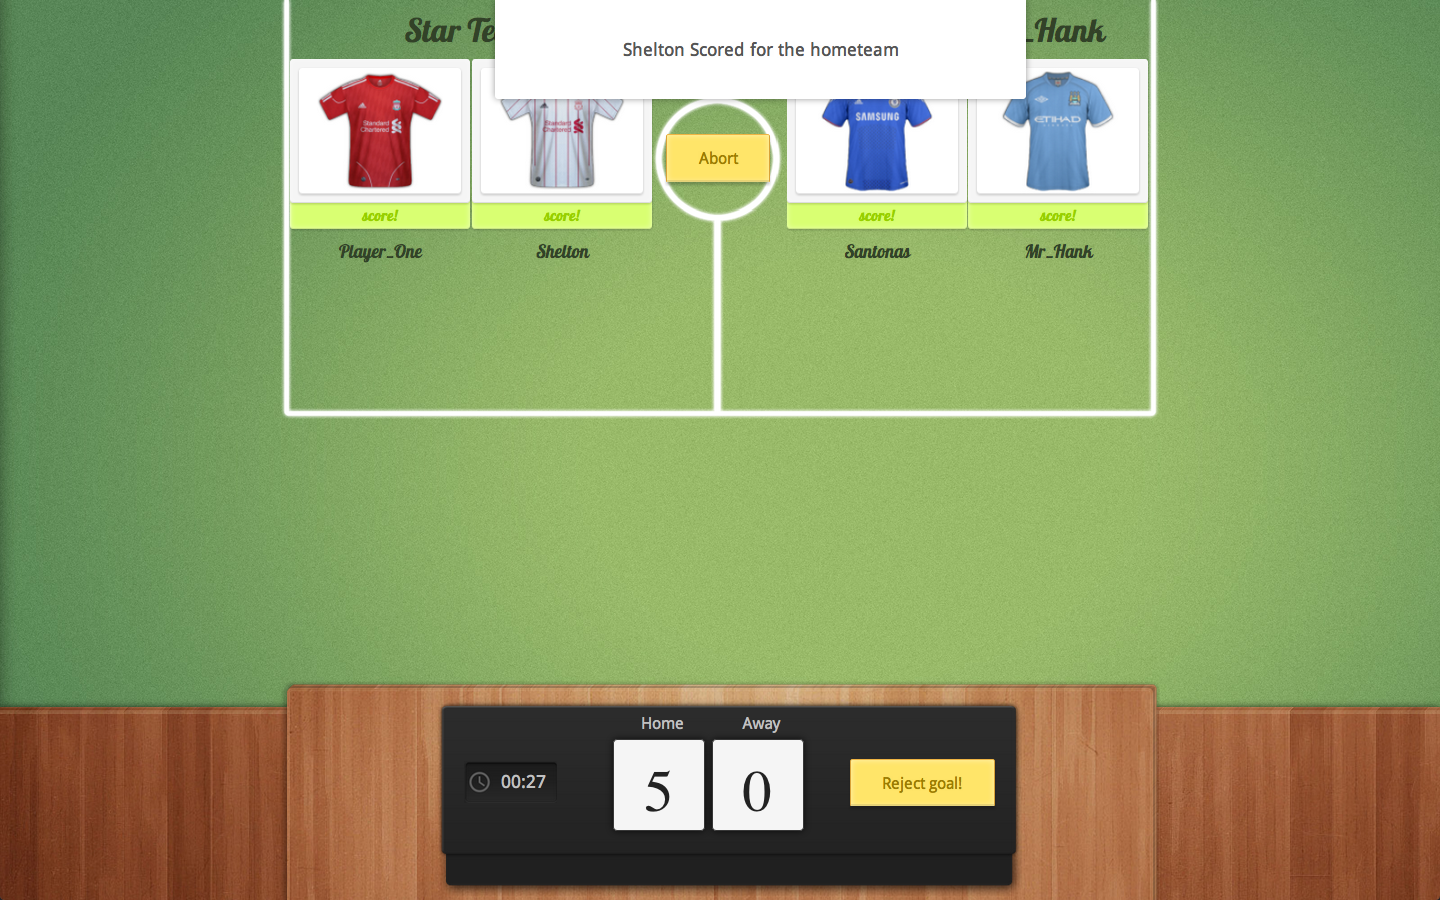 Star Te
_Hank
Shelton Scored for the hometeam
Standard
Chartered
Standard
Chartered
SAMSUNG
ETIHAD
Abort
score!
score!
score!
score!
Player_One
Shelton
Santonas
Mr_Hank
Home
Away
00:27
5
0
Reject goal!